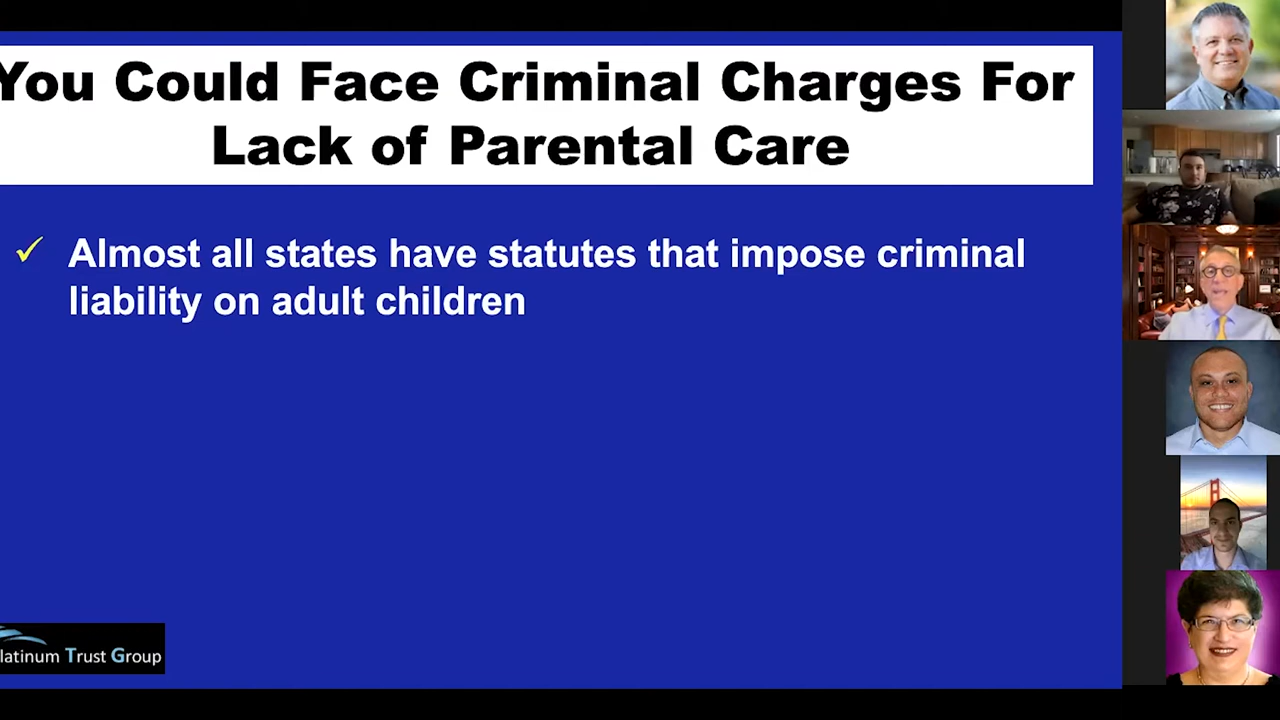 You Could Face Criminal Charges For
Lack of Parental Care
✓ Almost all states have statutes that impose criminal
liability on adult children
latinum Trust Group